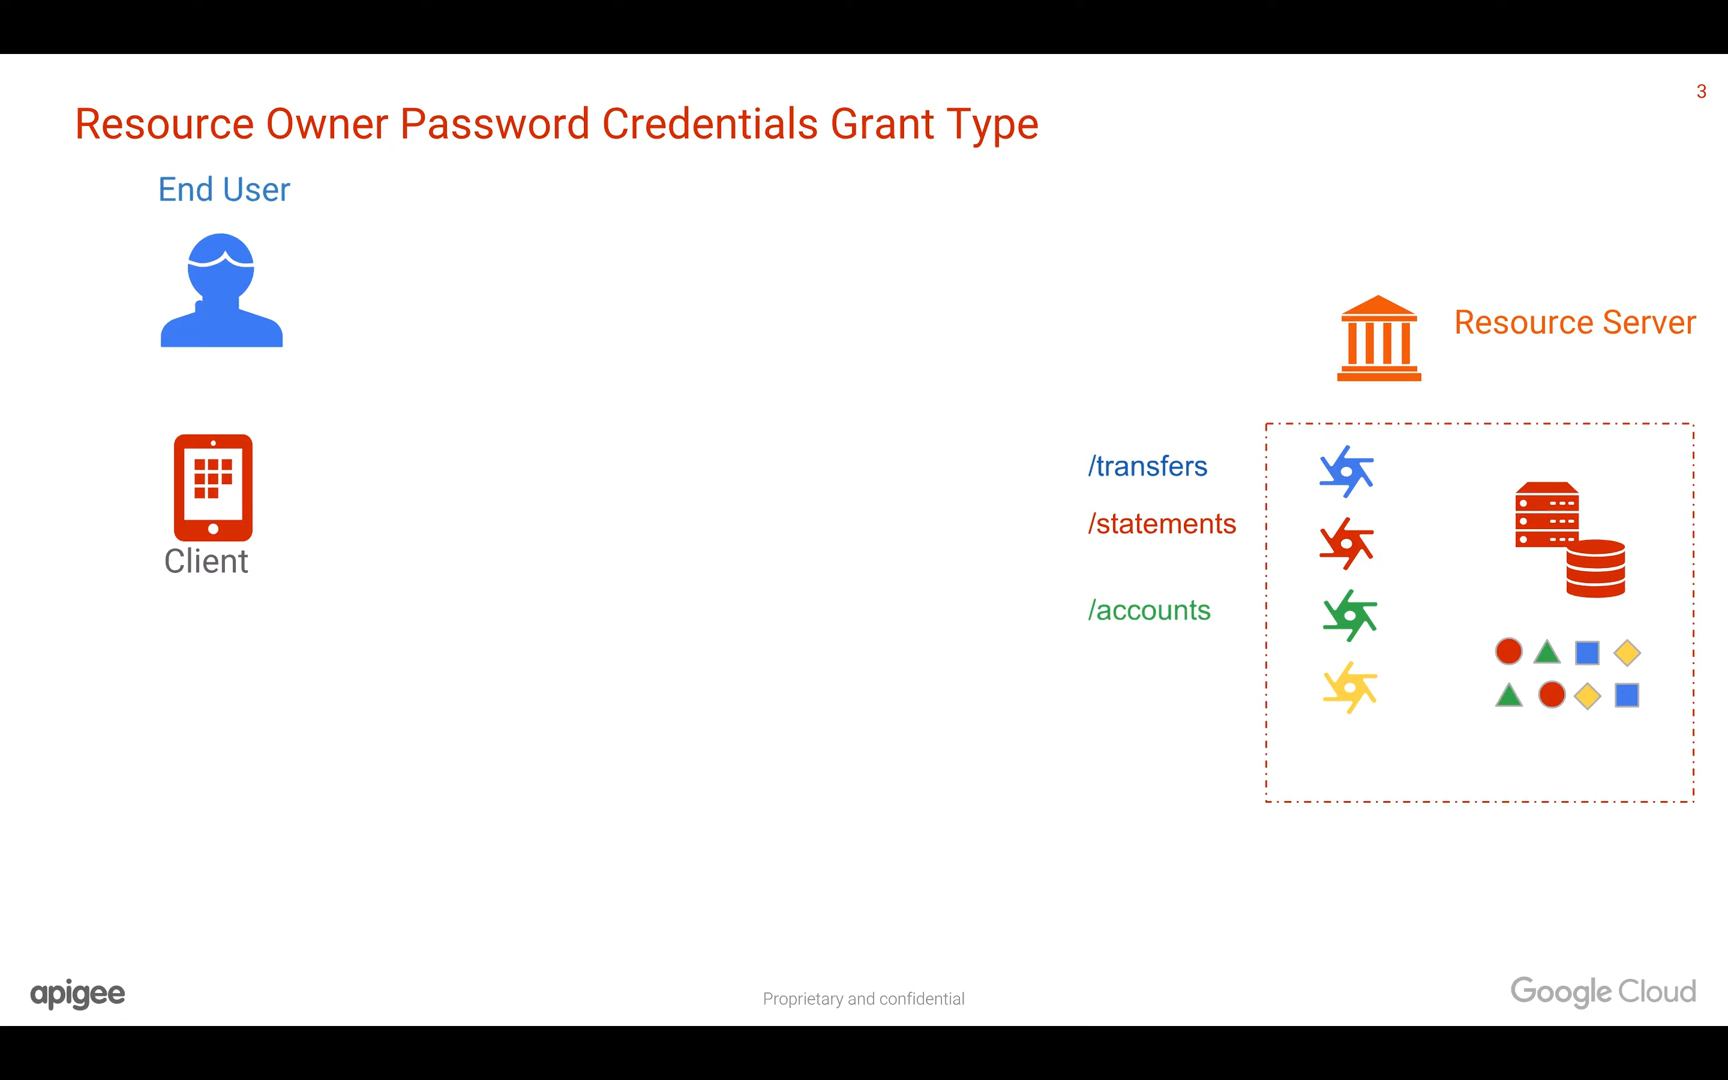 3
Resource Owner Password Credentials Grant Type
End User
Resource Server
/transfers
/statements
Client
/accounts
apigee
Proprietary and confidential
Google Cloud